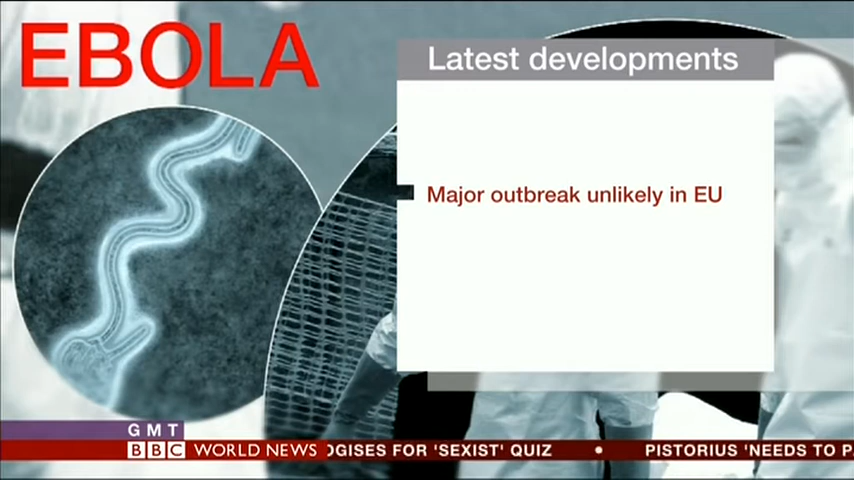 EBOLA
Latest developments
Major outbreak unlikely in EU
GMT
BBC WORLD NEWS
OGISES FOR 'SEXIST' QUIZ • PISTORIUS 'NEEDS TO P